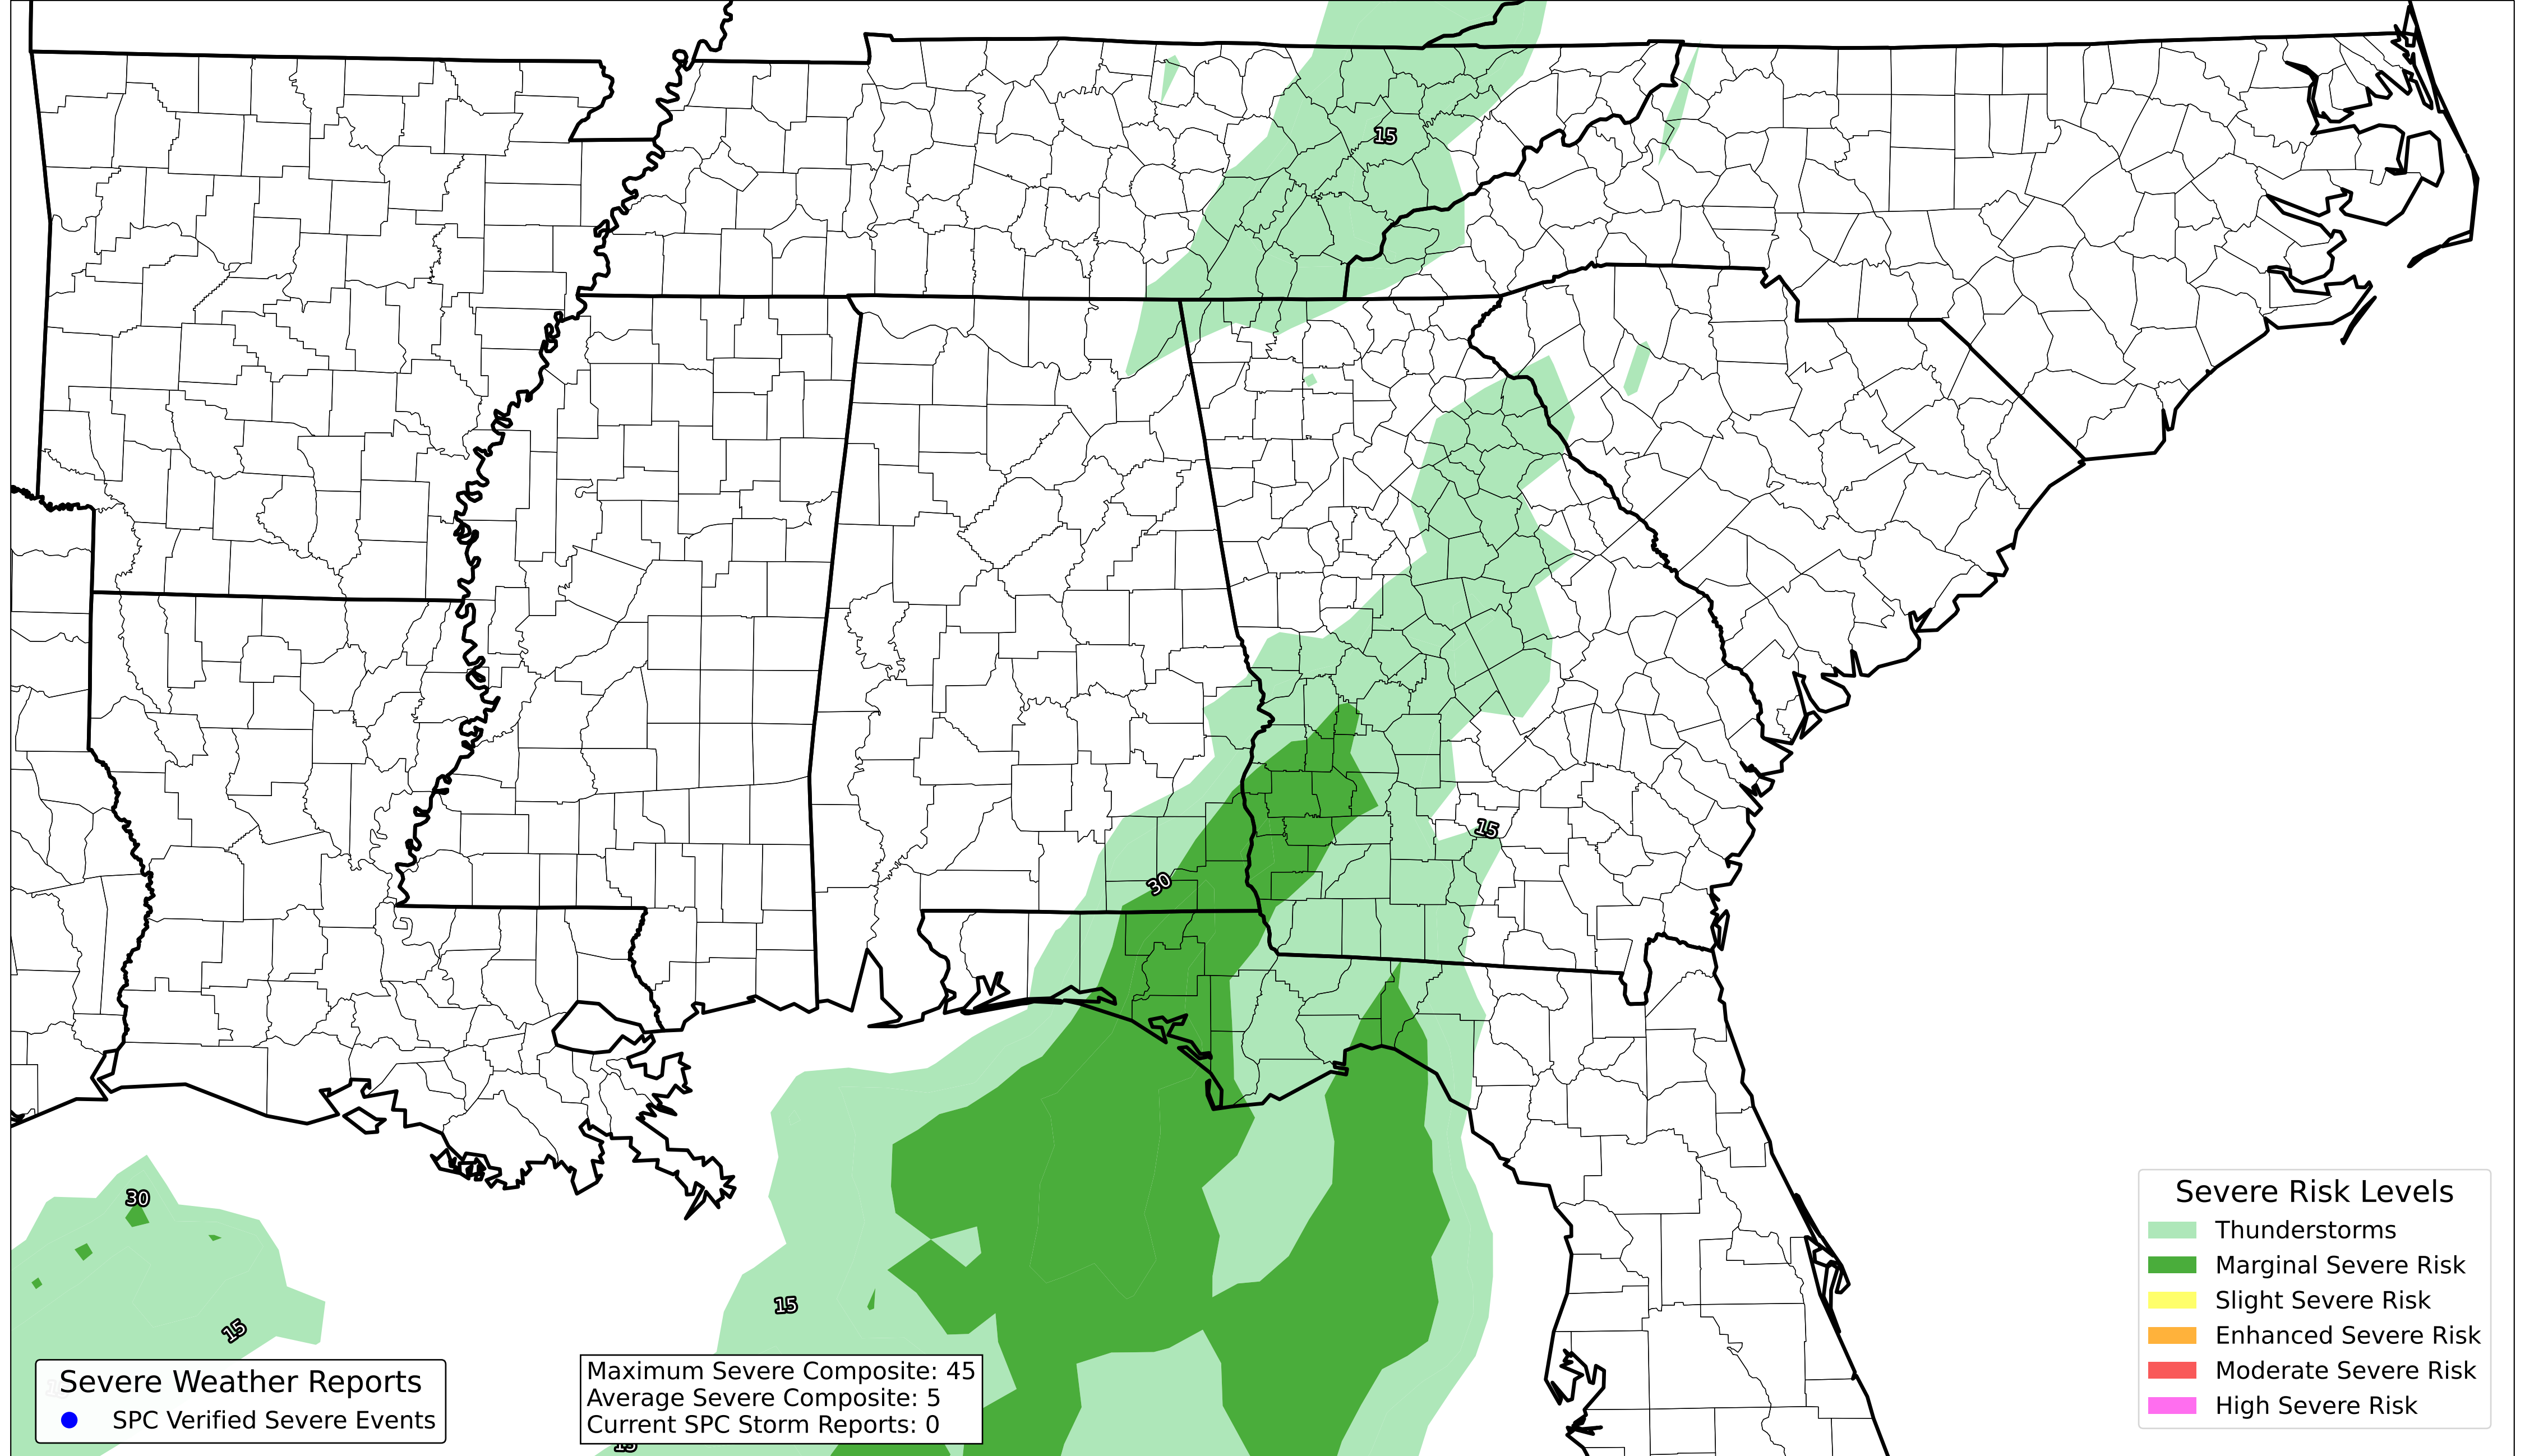 15
30
15
30
15
15
15
Severe Weather Reports
SPC Verified Severe Events
Maximum Severe Composite: 45
Average Severe Composite: 5
Current SPC Storm Reports: 0
Severe Risk Levels
Thunderstorms
Marginal Severe Risk
Slight Severe Risk
Enhanced Severe Risk
Moderate Severe Risk
High Severe Risk